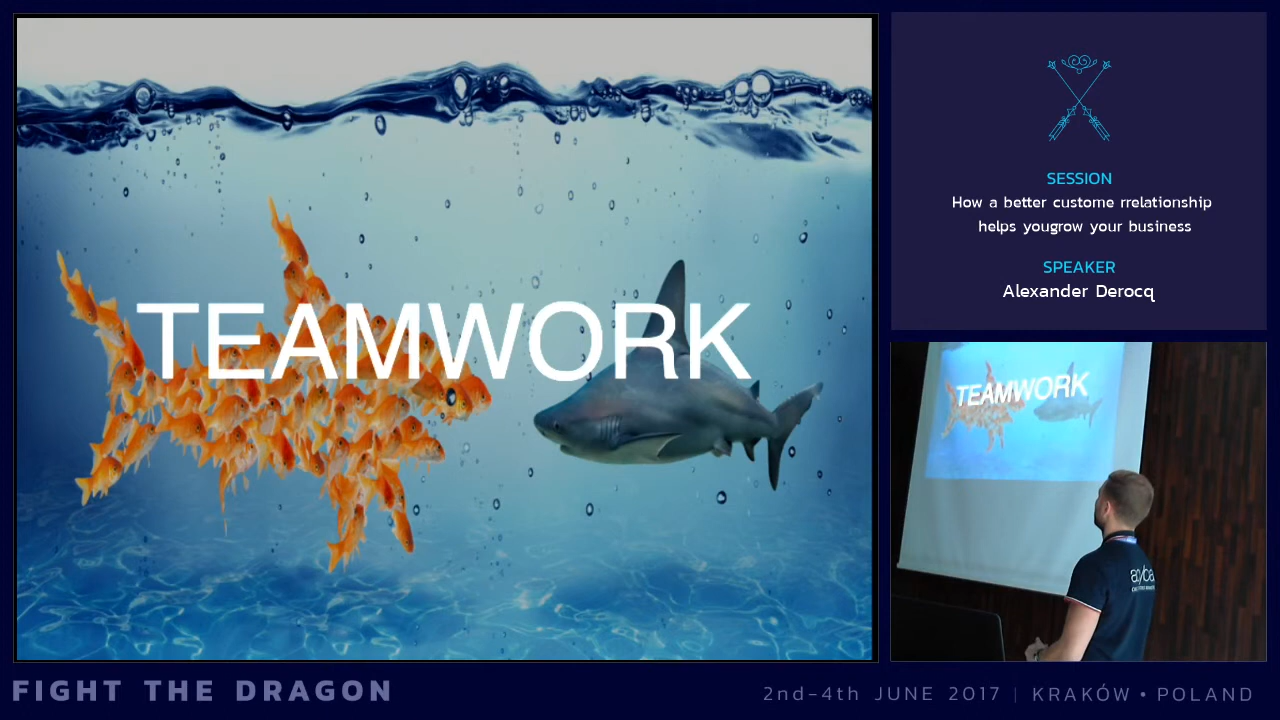 TEAMWORK
SESSION
How a better custome rrelationship
helps yougrow your business
SPEAKER
Alexander Derocq
TEAMWORK
FIGHT THE DRAGON
2nd-4th JUNE 2017 | KRAKÓW • POLAND